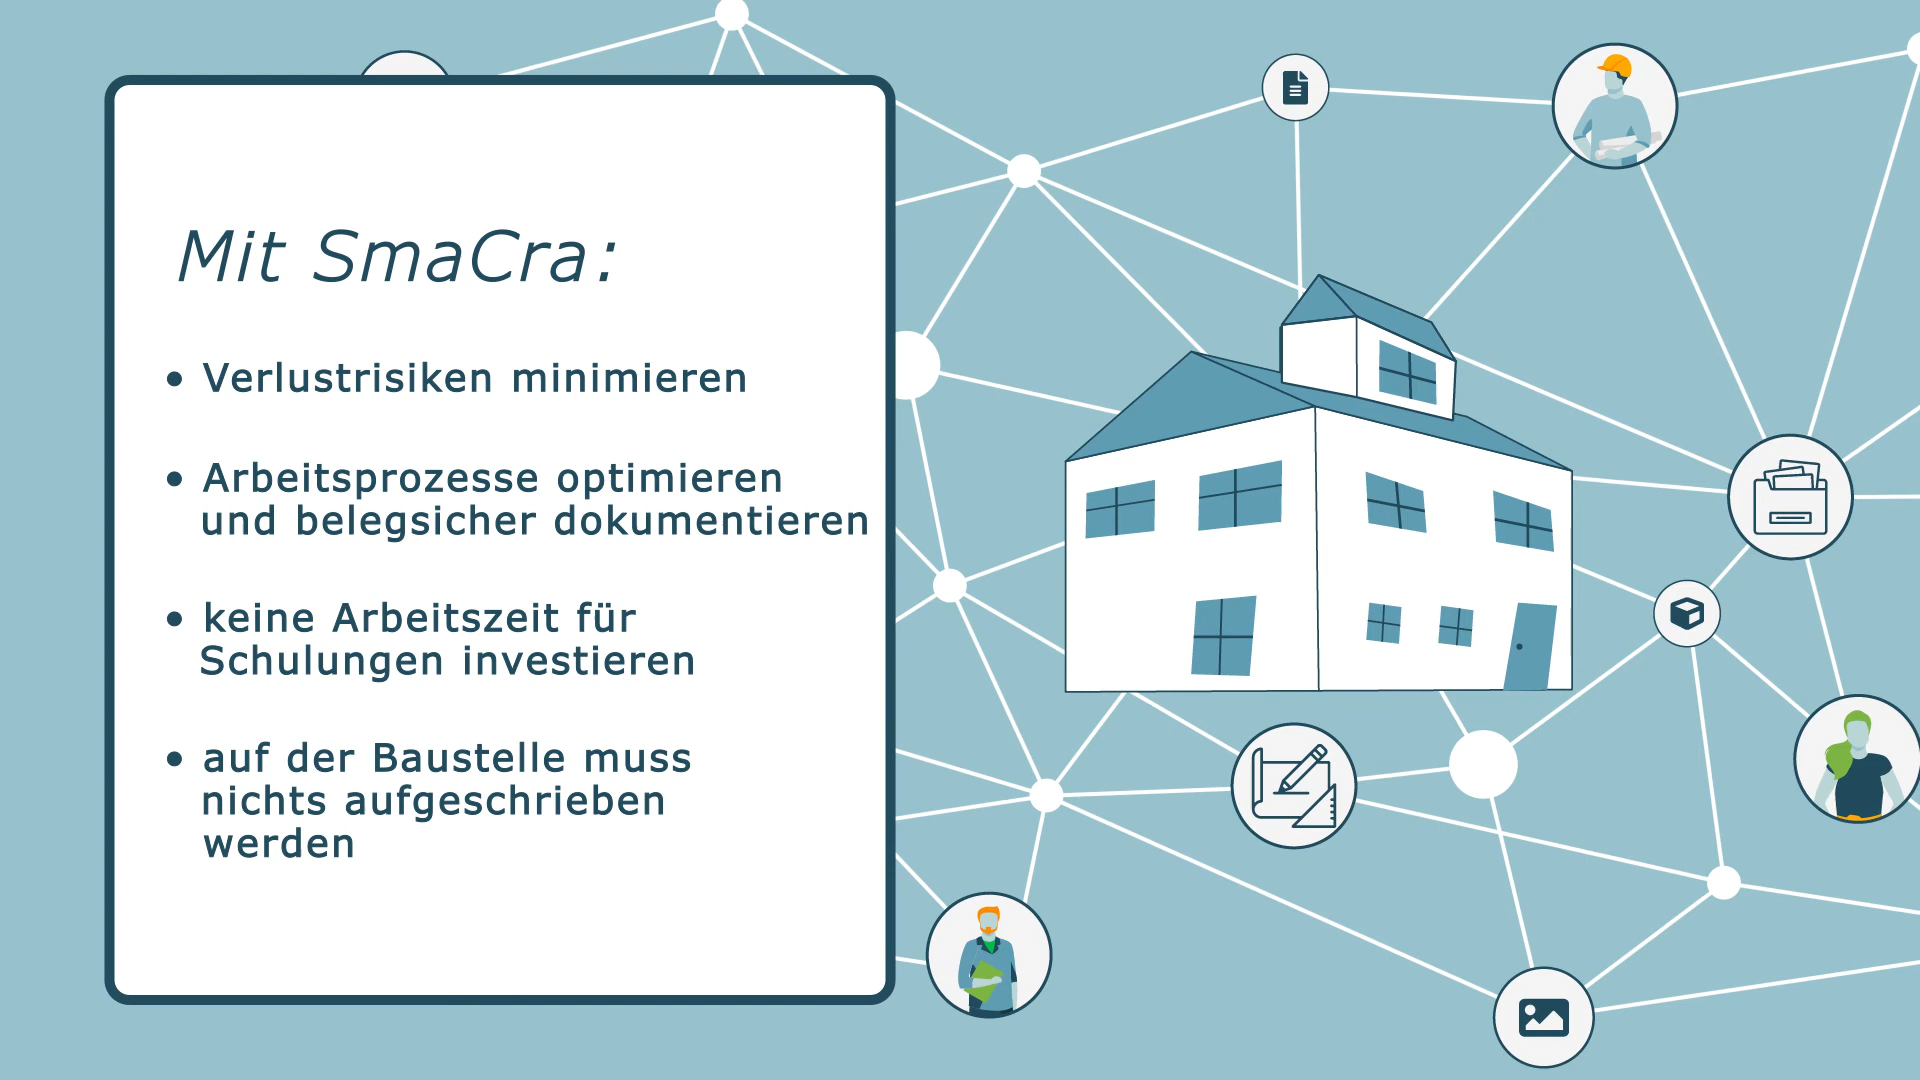 Mit SmaCra:
• Verlustrisiken minimieren
• Arbeitsprozesse optimieren
und belegsicher dokumentieren
• keine Arbeitszeit für
Schulungen investieren
• auf der Baustelle muss
nichts aufgeschrieben
werden